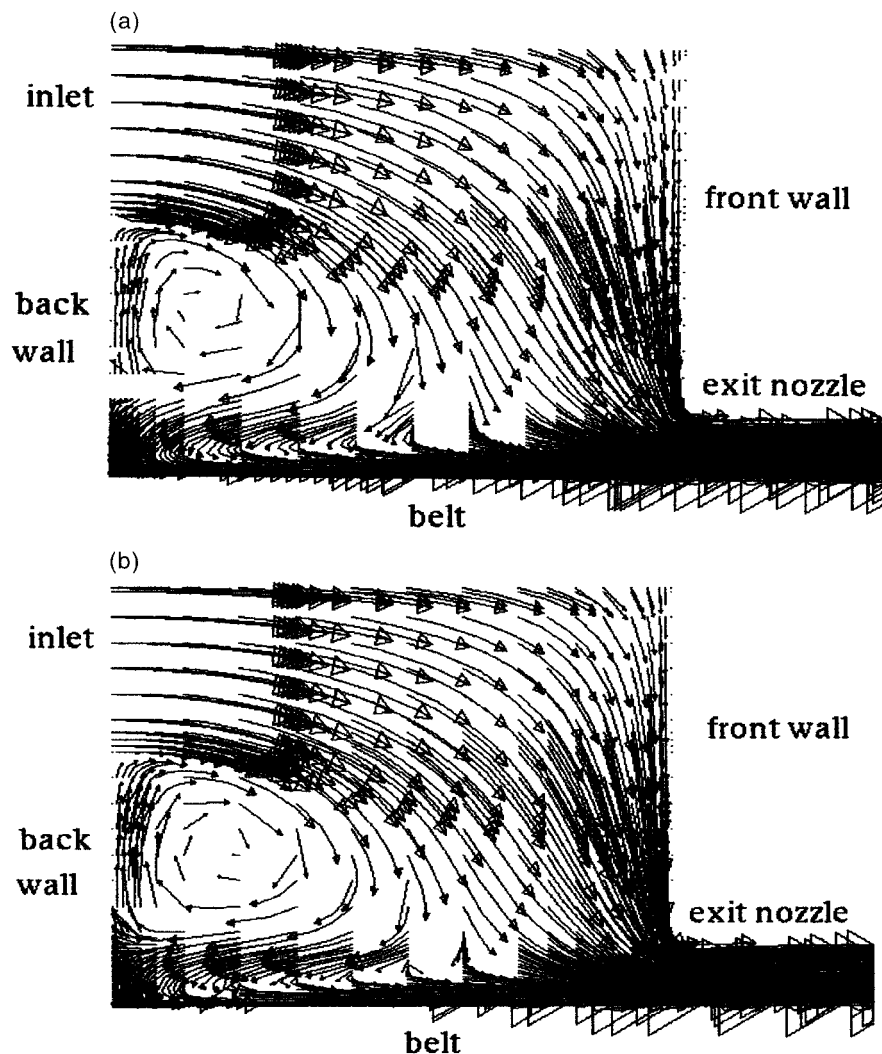 (a)
inlet
front wall
back
wall
exit nozzle
belt
(b)
inlet
front wall
back
wall
exit nozzle
belt